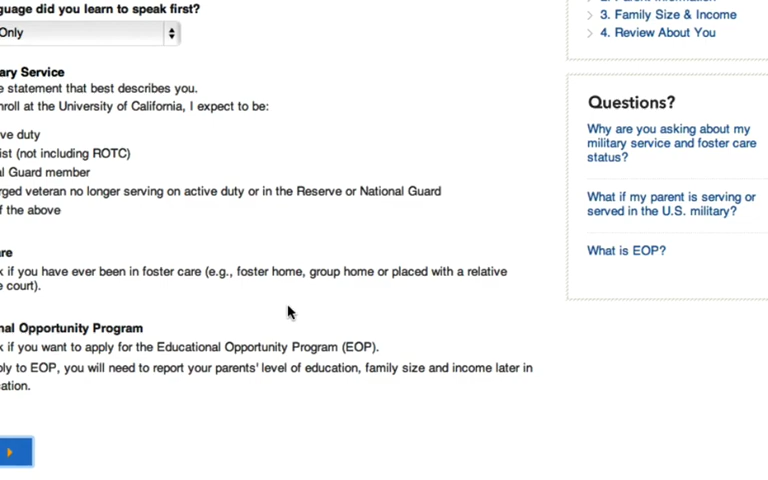 guage did you learn to speak first?
Only
ary Service
e statement that best describes you.
nroll at the University of California, I expect to be:
ve duty
ist (not including ROTC)
l Guard member
rged veteran no longer serving on active duty or in the Reserve or National Guard
f the above
re
k if you have ever been in foster care (e.g., foster home, group home or placed with a relative
e court).
nal Opportunity Program
k if you want to apply for the Educational Opportunity Program (EOP).
ply to EOP, you will need to report your parents' level of education, family size and income later in
ation.
3. Family Size & Income
4. Review About You
Questions?
Why are you asking about my
military service and foster care
status?
What if my parent is serving or
served in the U.S. military?
What is EOP?